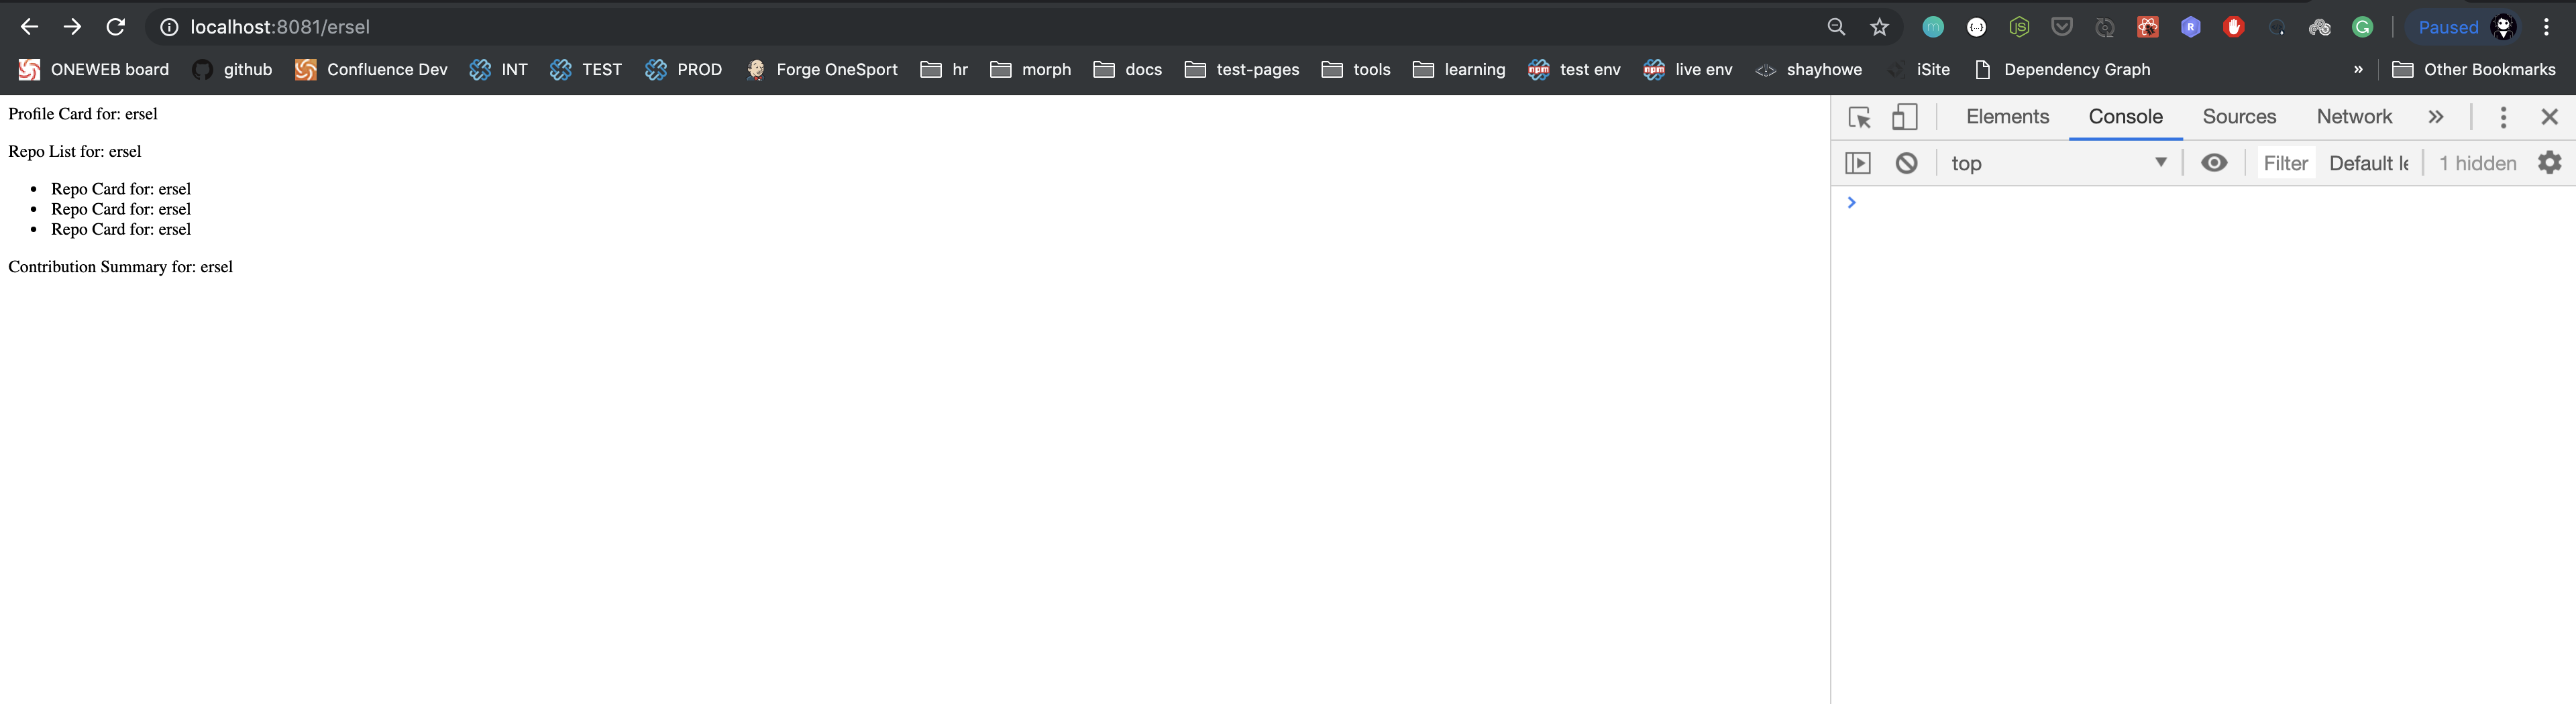 localhost:8081/ersel
Paused
ONEWEB board github Confluence Dev INT TEST PROD Forge OneSport hr morph docs test-pages tools learning npm test env npm live env shayhowe iSite Dependency Graph » Other Bookmarks
Profile Card for: ersel
Repo List for: ersel
• Repo Card for: ersel
• Repo Card for: ersel
• Repo Card for: ersel
Contribution Summary for: ersel
Elements Console Sources Network »
top Filter Default le 1 hidden